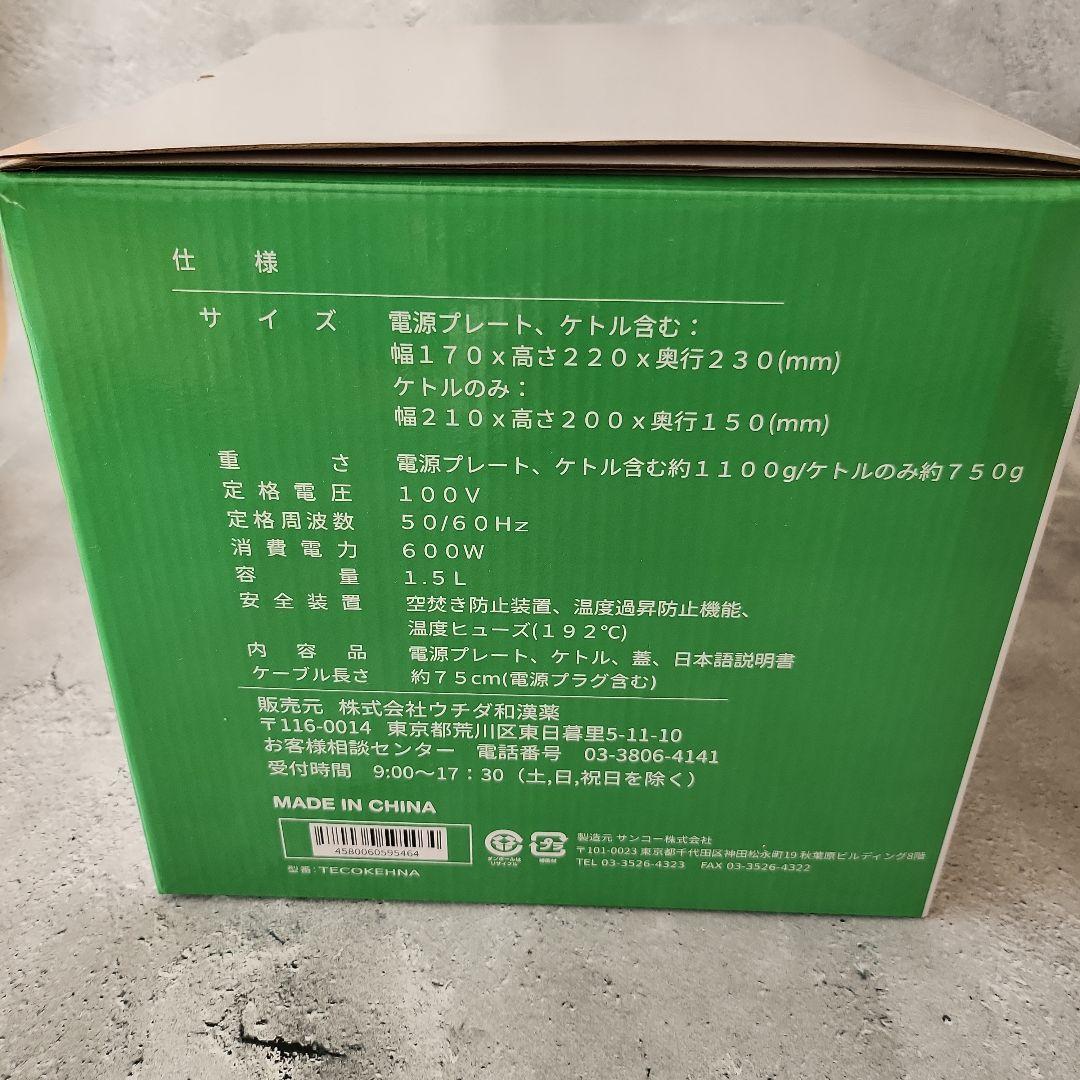 仕様
サイズ 電源プレート、ケトル含む：
幅１７０ｘ高さ２２０ｘ奥行２３０(mm)
ケトルのみ：
幅２１０ｘ高さ２００ｘ奥行１５０(mm)
重さ 電源プレート、ケトル含む約１１００g/ケトルのみ約７５０g
定格電圧 １００V
定格周波数 ５０/６０Hz
消費電力 ６００W
容量 １.５L
安全装置 空焚き防止装置、温度過昇防止機能、
温度ヒューズ(１９２℃)
内容品 電源プレート、ケトル、蓋、日本語説明書
ケーブル長さ 約７５cm(電源プラグ含む)
販売元 株式会社ウチダ和漢薬
〒116-0014 東京都荒川区東日暮里5-11-10
お客様相談センター 電話番号 03-3806-4141
受付時間 9:00〜17：30（土,日,祝日を除く）
MADE IN CHINA
4580060595464
型番：TECOKEHNA
ダンボールは
リサイクル
緩衝材
製造元 サンコー株式会社
〒101-0023 東京都千代田区神田松永町19 秋葉原ビルディング8階
TEL 03-3526-4323 FAX 03-3526-4322